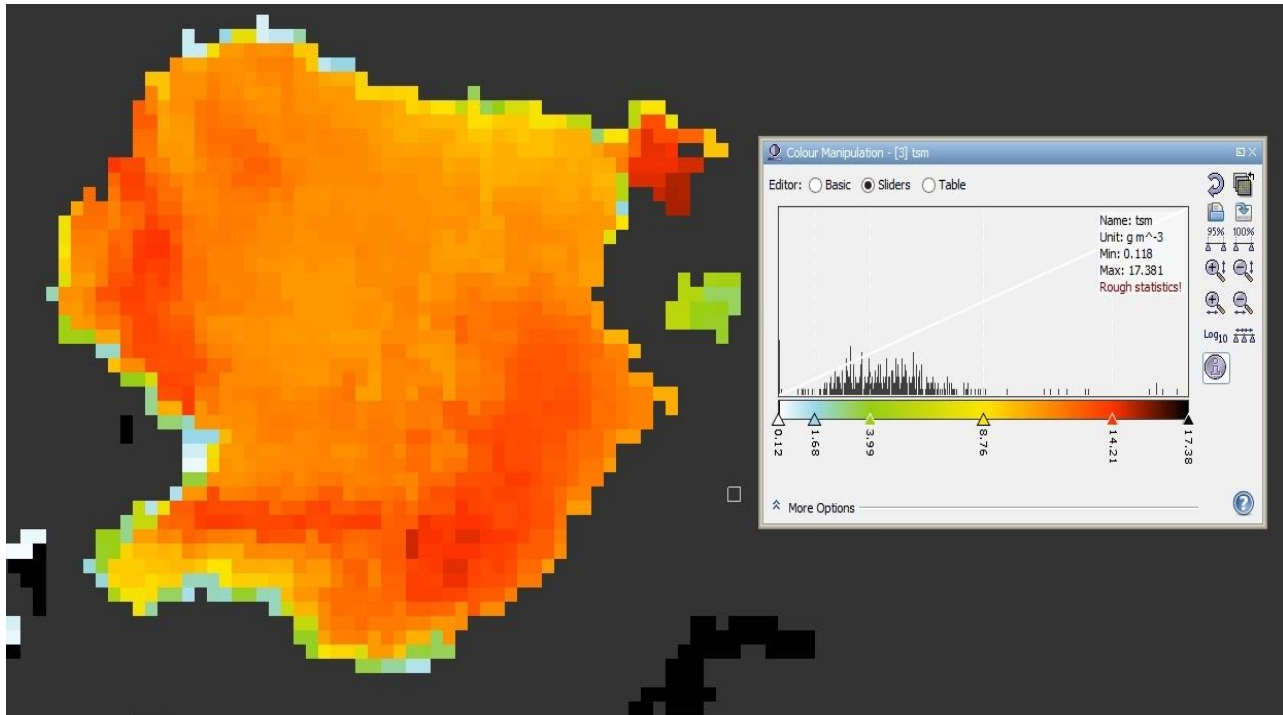 Colour Manipulation - [3] tsm
Editor: Basic Sliders Table
Name: tsm
Unit: g m^-3
Min: 0.118
Max: 17.381
Rough statistics!
95% 100%
Log10
0.12 1.68 3.99 8.76 14.21 17.38
More Options